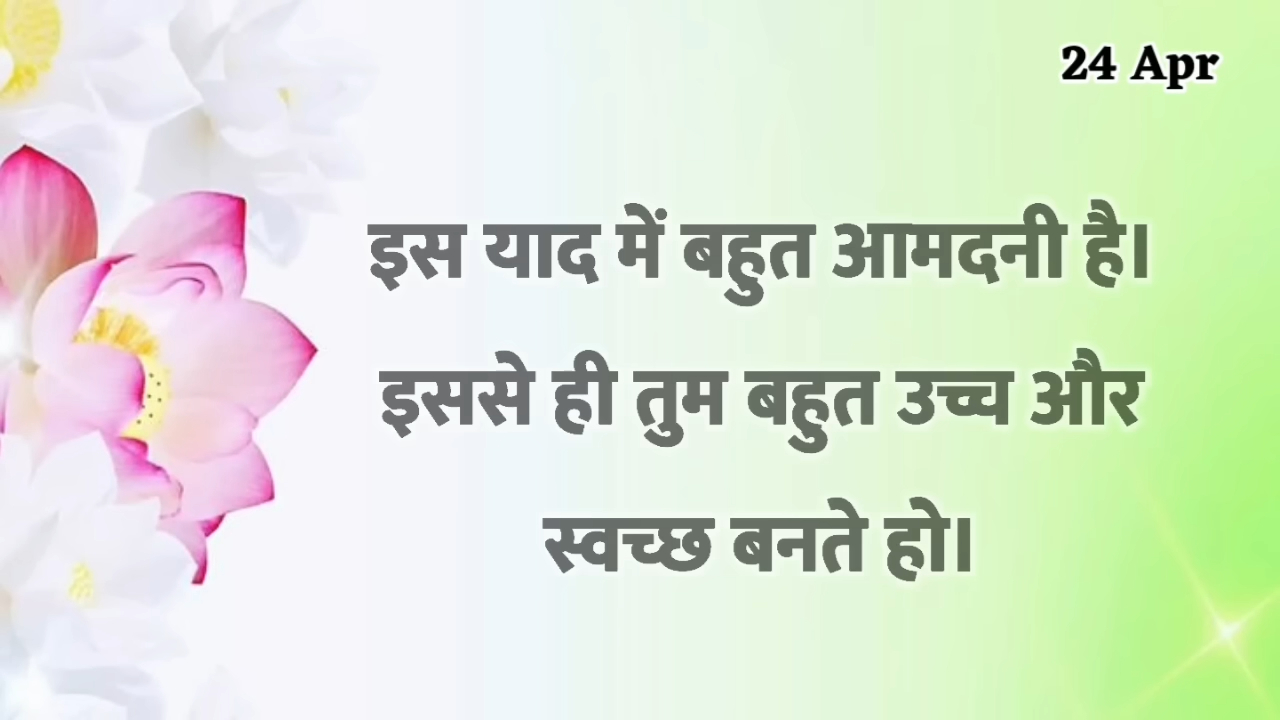 24 Apr
इस याद में बहुत आमदनी है।
इससे ही तुम बहुत उच्च और
स्वच्छ बनते हो।